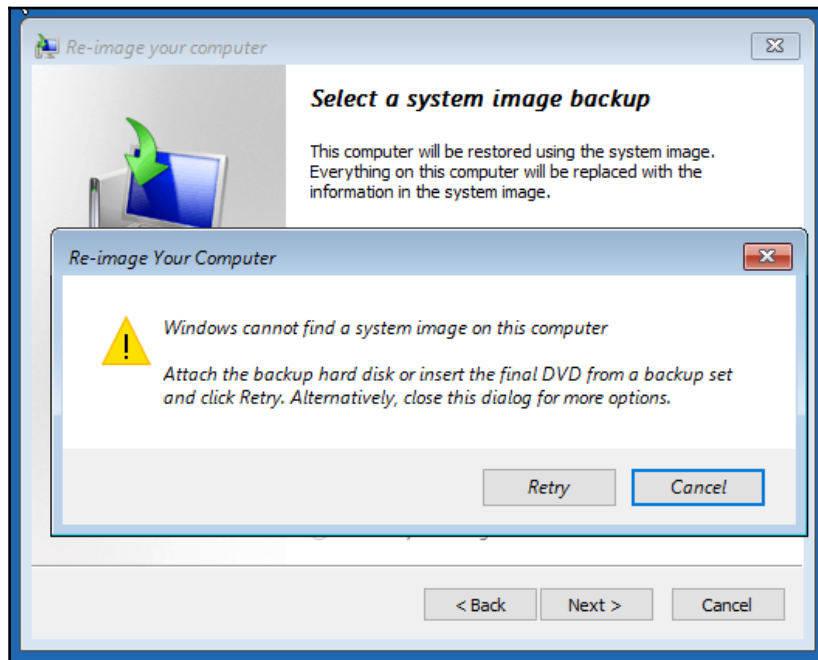 Re-image your computer
Select a system image backup
This computer will be restored using the system image.
Everything on this computer will be replaced with the
information in the system image.
Re-image Your Computer
Windows cannot find a system image on this computer
Attach the backup hard disk or insert the final DVD from a backup set
and click Retry. Alternatively, close this dialog for more options.
Retry
Cancel
< Back
Next >
Cancel